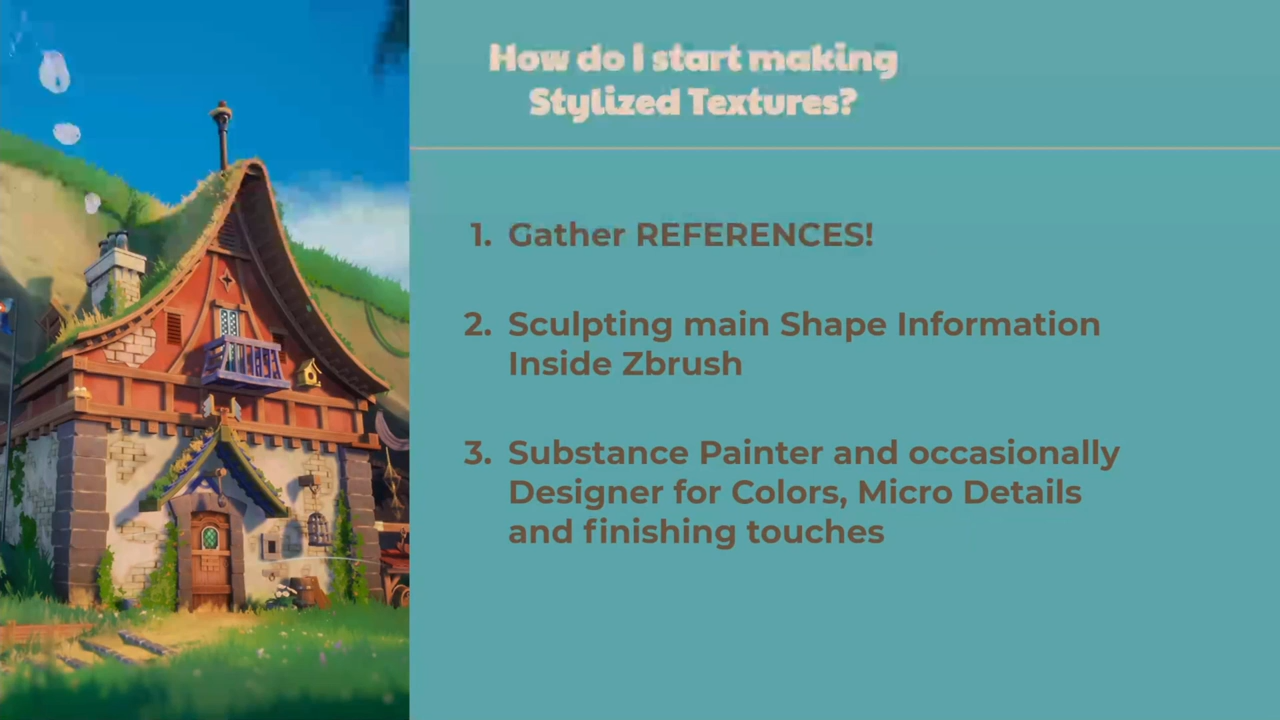 How do I start making
Stylized Textures?
1. Gather REFERENCES!
2. Sculpting main Shape Information
Inside Zbrush
3. Substance Painter and occasionally
Designer for Colors, Micro Details
and finishing touches